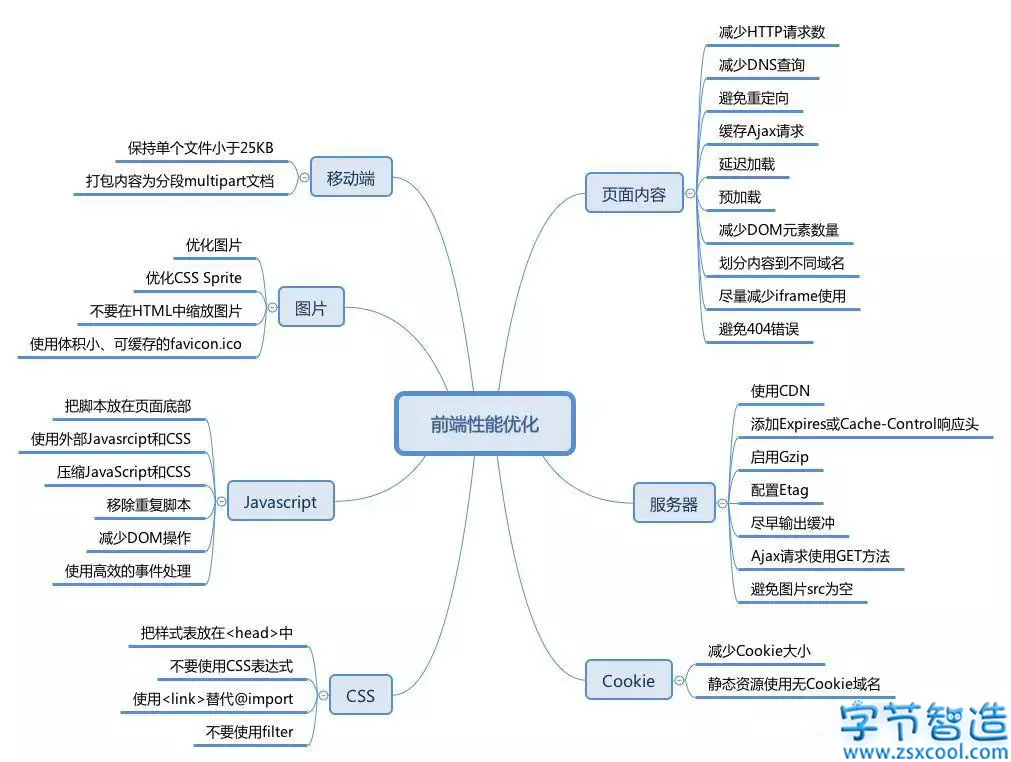 前端性能优化
页面内容
减少HTTP请求数
减少DNS查询
避免重定向
缓存Ajax请求
延迟加载
预加载
减少DOM元素数量
划分内容到不同域名
尽量减少iframe使用
避免404错误
服务器
使用CDN
添加Expires或Cache-Control响应头
启用Gzip
配置Etag
尽早输出缓冲
Ajax请求使用GET方法
避免图片src为空
Cookie
减少Cookie大小
静态资源使用无Cookie域名
移动端
保持单个文件小于25KB
打包内容为分段multipart文档
图片
优化图片
优化CSS Sprite
不要在HTML中缩放图片
使用体积小、可缓存的favicon.ico
Javascript
把脚本放在页面底部
使用外部Javasrcipt和CSS
压缩JavaScript和CSS
移除重复脚本
减少DOM操作
使用高效的事件处理
CSS
把样式表放在<head>中
不要使用CSS表达式
使用<link>替代@import
不要使用filter
字节智造
www.zsxcool.com